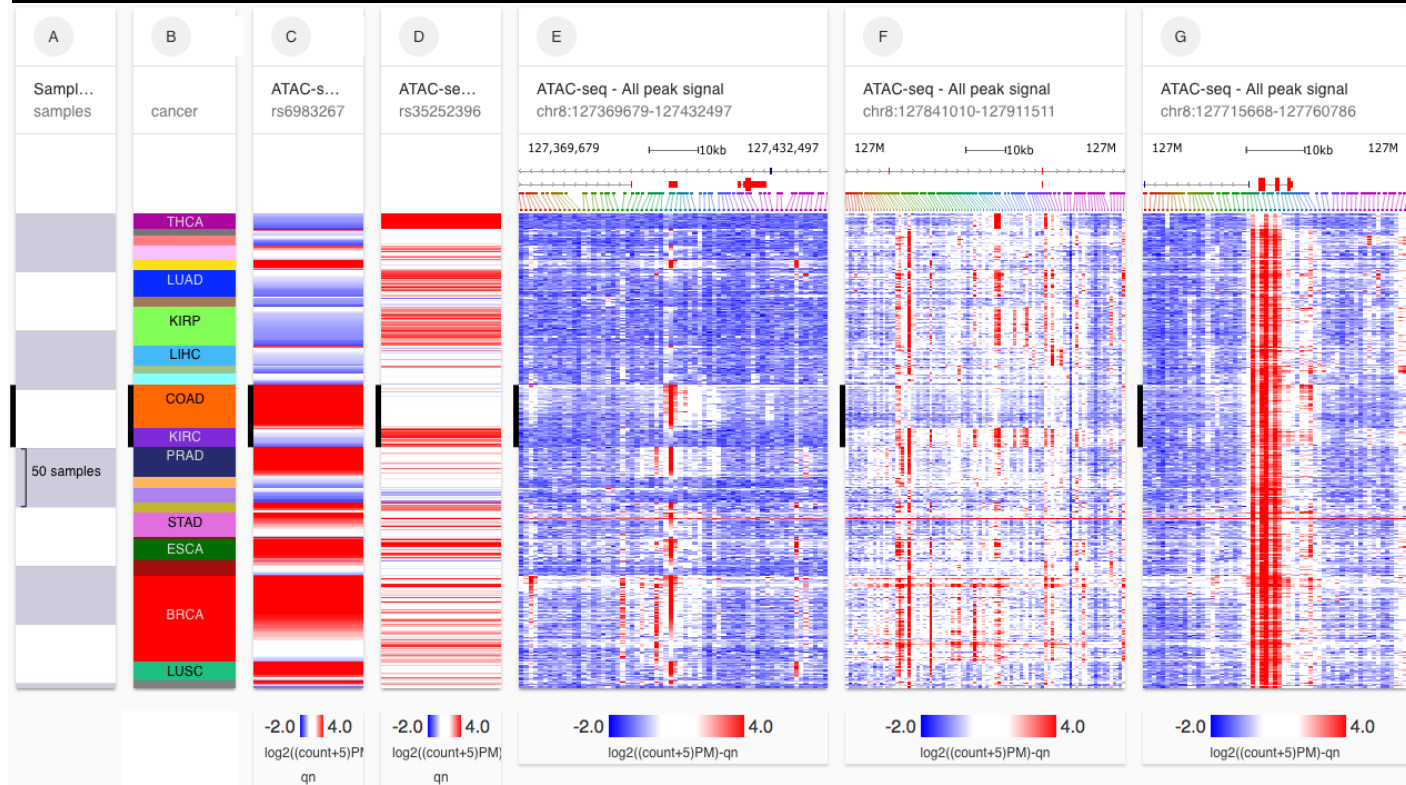 A B C D E F G
Sampl... ATAC-s... ATAC-se... ATAC-seq - All peak signal ATAC-seq - All peak signal ATAC-seq - All peak signal
samples cancer rs6983267 rs35252396 chr8:127369679-127432497 chr8:127841010-127911511 chr8:127715668-127760786
127,369,679 10kb 127,432,497 127M 10kb 127M 127M 10kb 127M
THCA
LUAD
KIRP
LIHC
COAD
KIRC
PRAD
50 samples
STAD
ESCA
BRCA
LUSC
-2.0 4.0 -2.0 4.0 -2.0 4.0 -2.0 4.0 -2.0 4.0
log2((count+5)PM log2((count+5)PM) log2((count+5)PM)-qn log2((count+5)PM)-qn log2((count+5)PM)-qn
qn qn